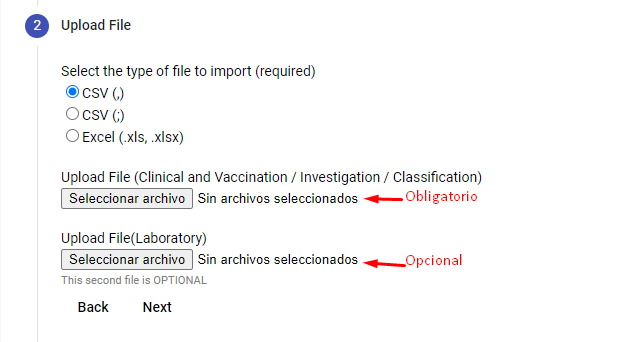 2 Upload File
Select the type of file to import (required)
CSV (,)
CSV (;)
Excel (.xls, .xlsx)
Upload File (Clinical and Vaccination / Investigation / Classification)
Seleccionar archivo Sin archivos seleccionados Obligatorio
Upload File(Laboratory)
Seleccionar archivo Sin archivos seleccionados Opcional
This second file is OPTIONAL
Back Next